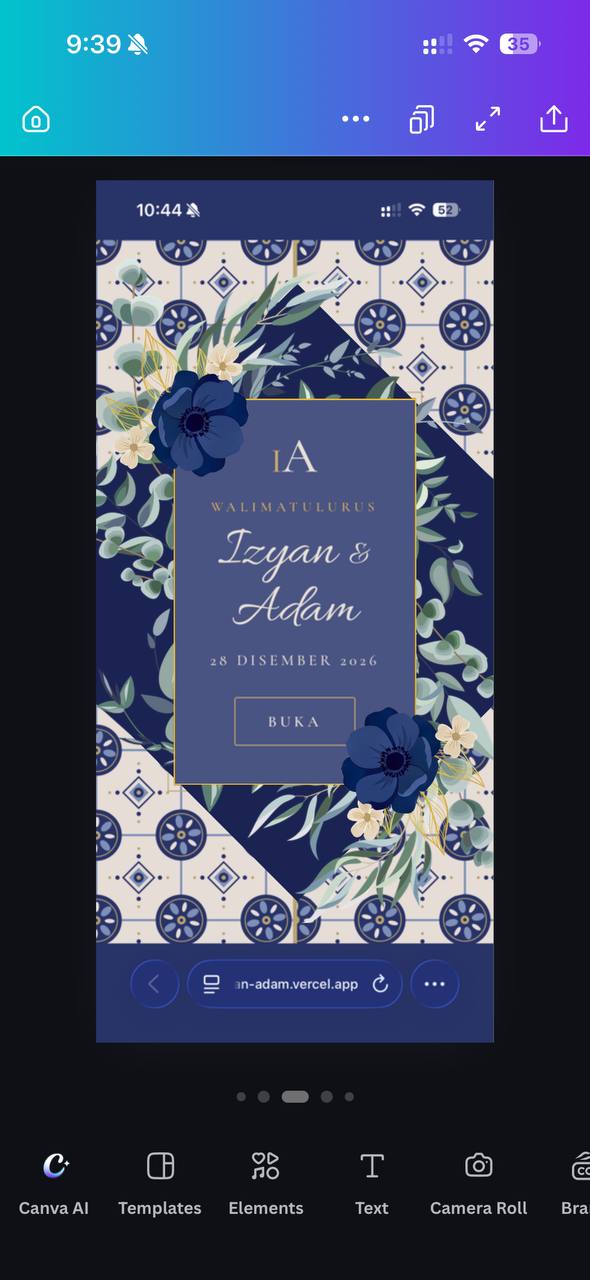 9:39
35
10:44
52
IA
WALIMATULURUS
Izyan &
Adam
28 DISEMBER 2026
BUKA
n-adam.vercel.app
Canva AI
Templates
Elements
Text
Camera Roll